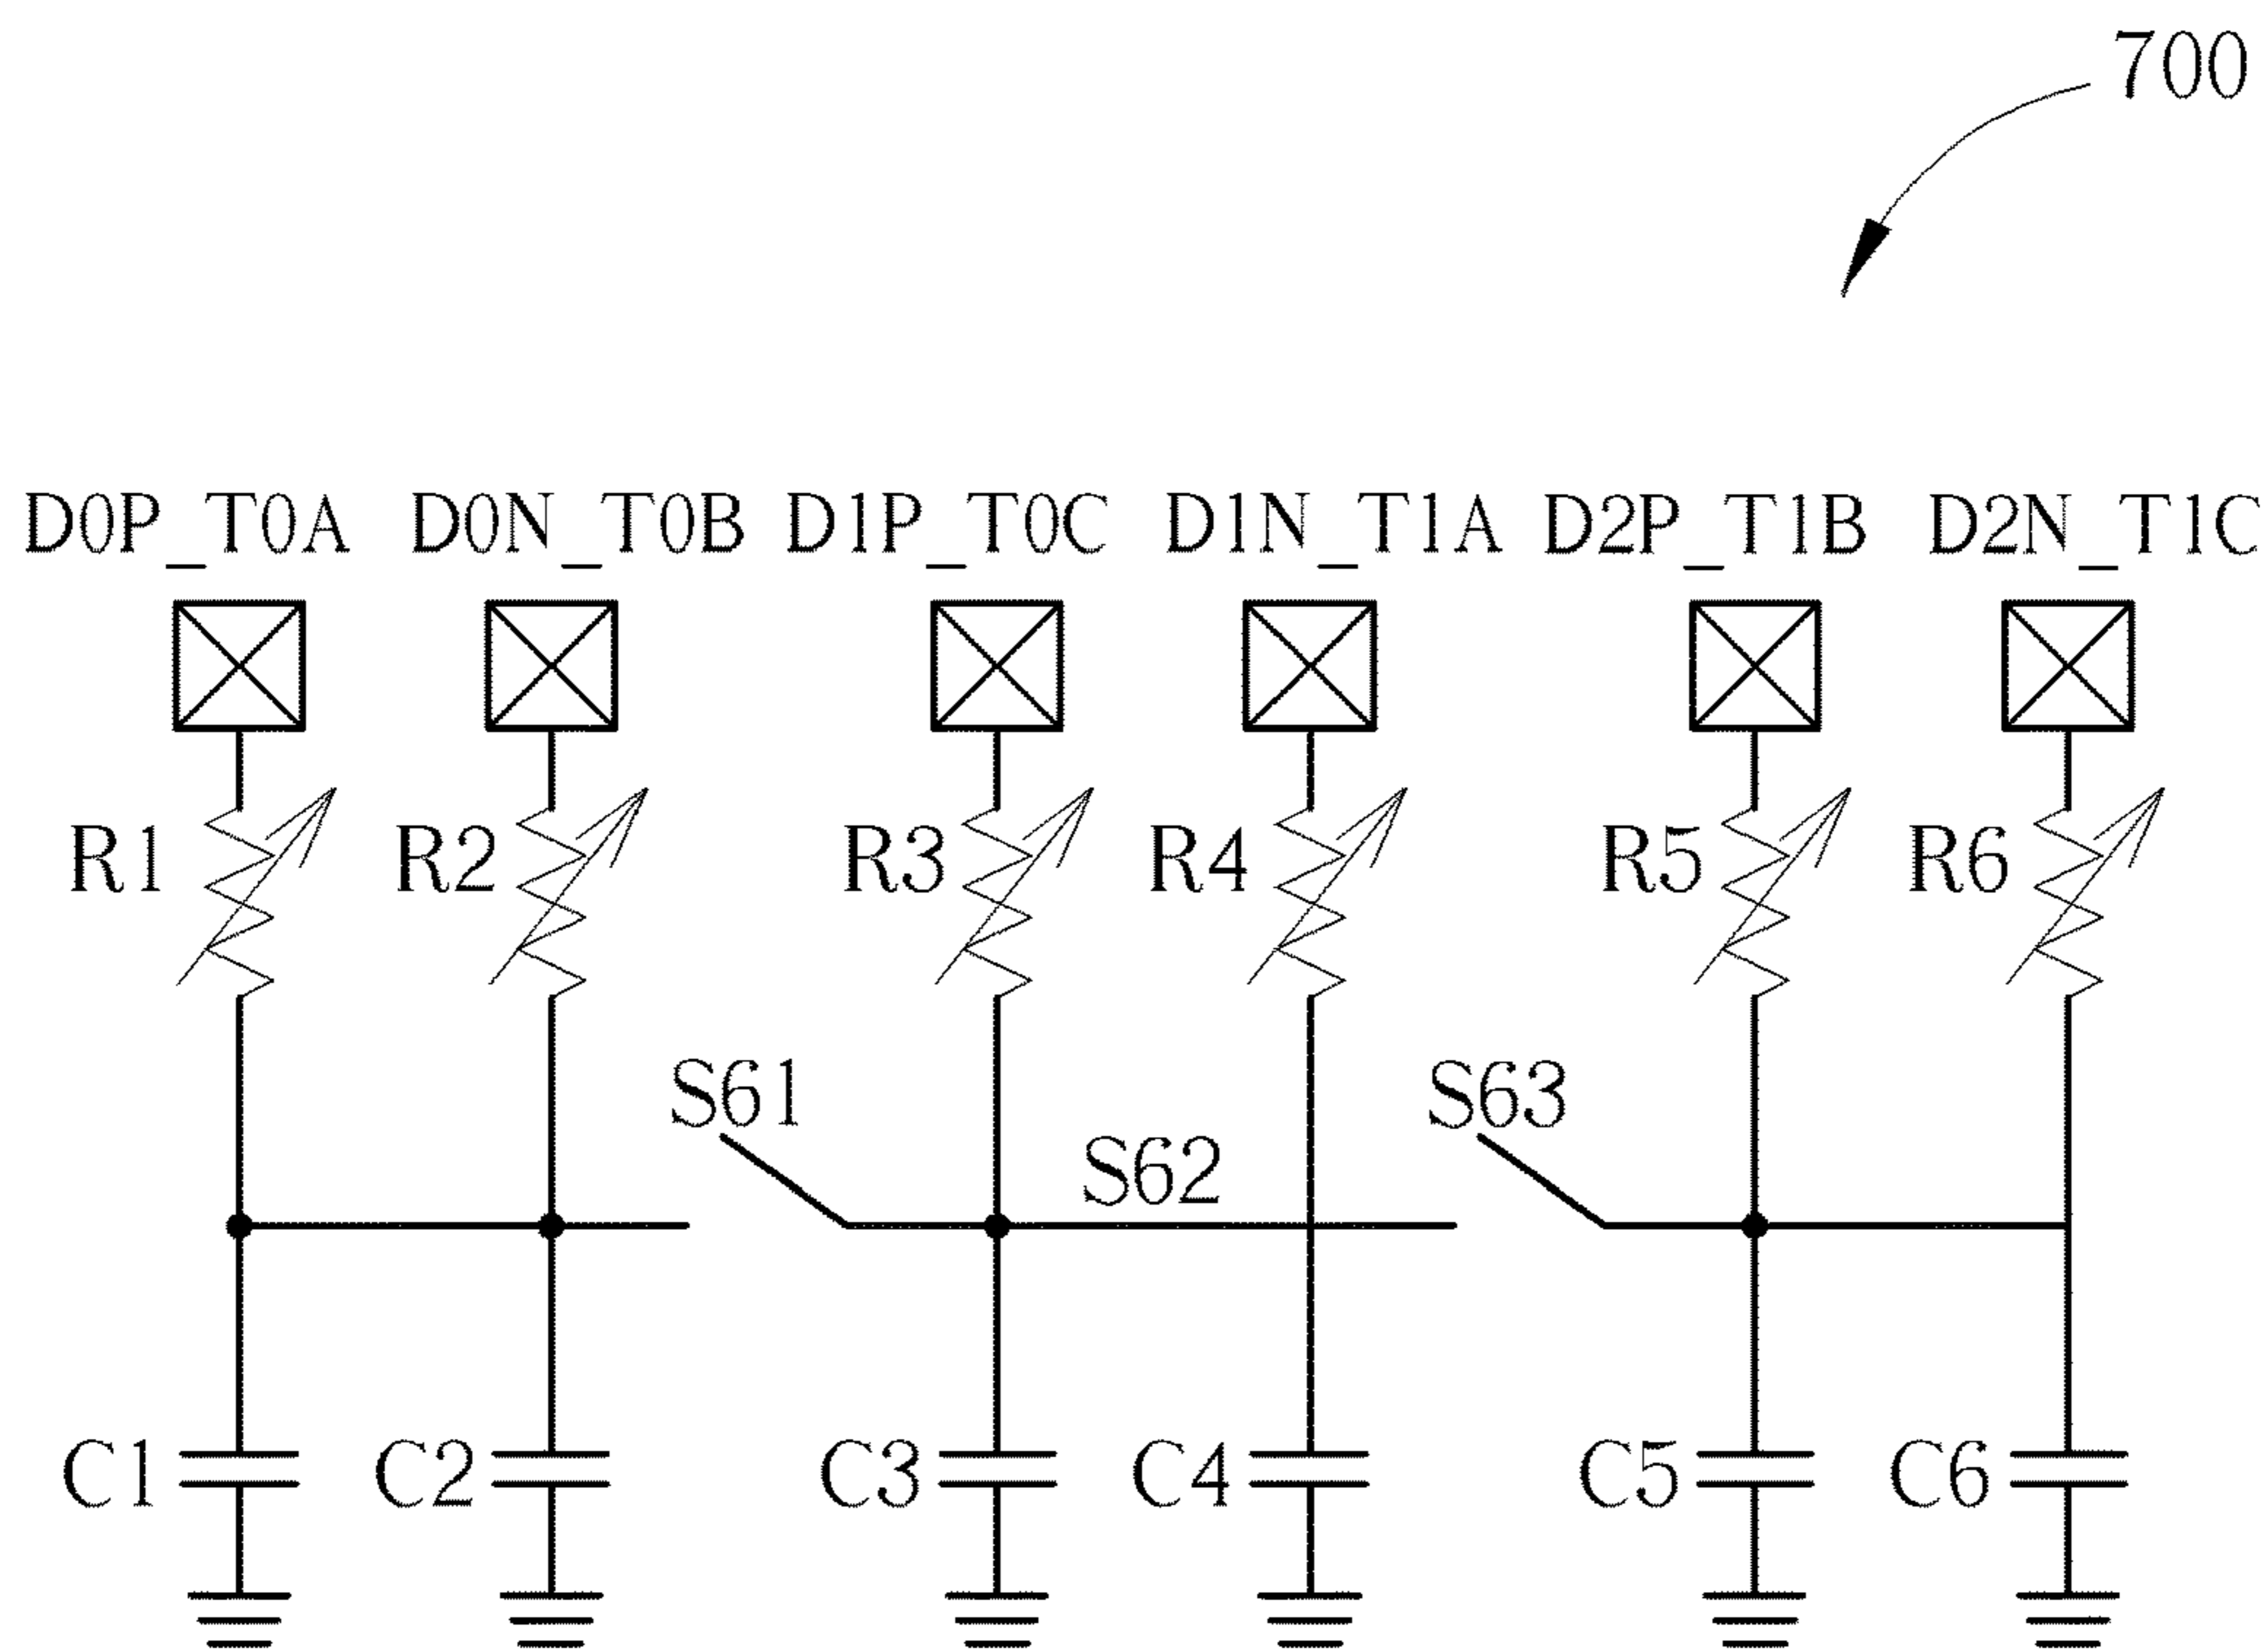 700
D0P_T0A D0N_T0B D1P_T0C D1N_T1A D2P_T1B D2N_T1C
R1 R2 R3 R4 R5 R6
S61 S63
S62
C1 C2 C3 C4 C5 C6